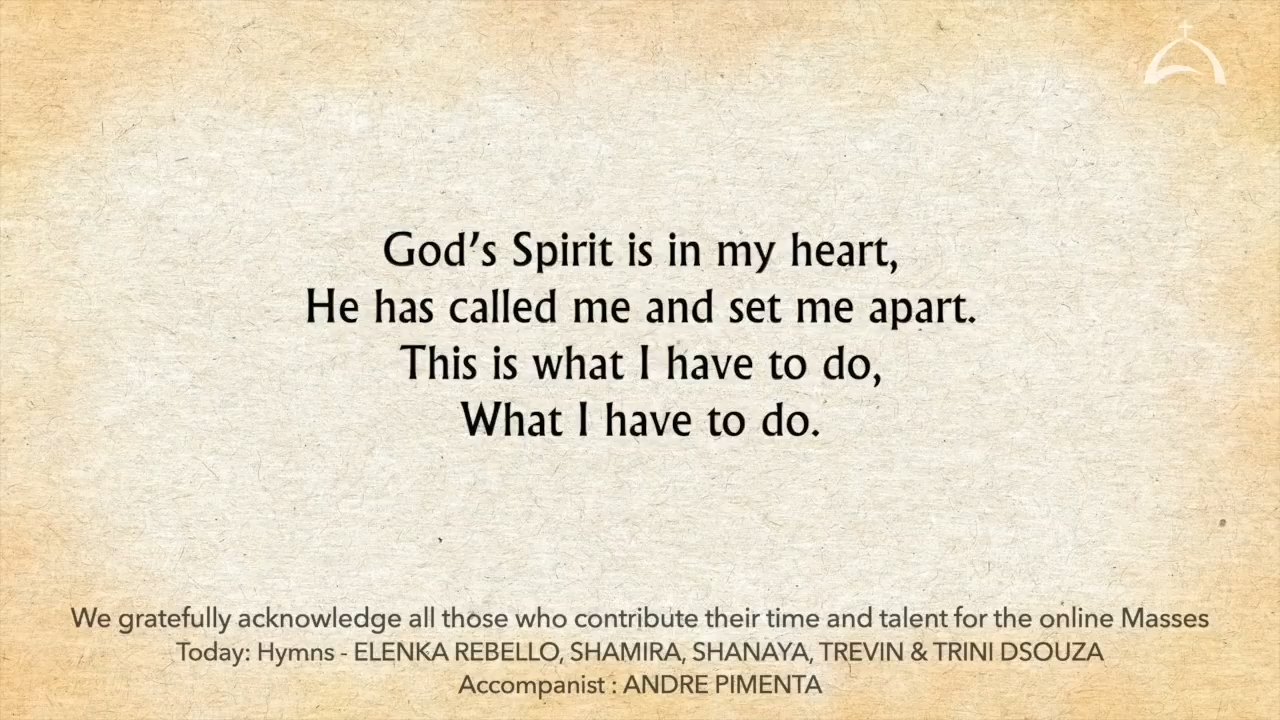 God's Spirit is in my heart,
He has called me and set me apart.
This is what I have to do,
What I have to do.
We gratefully acknowledge all those who contribute their time and talent for the online Masses
Today: Hymns - ELENKA REBELLO, SHAMIRA, SHANAYA, TREVIN & TRINI DSOUZA
Accompanist : ANDRE PIMENTA